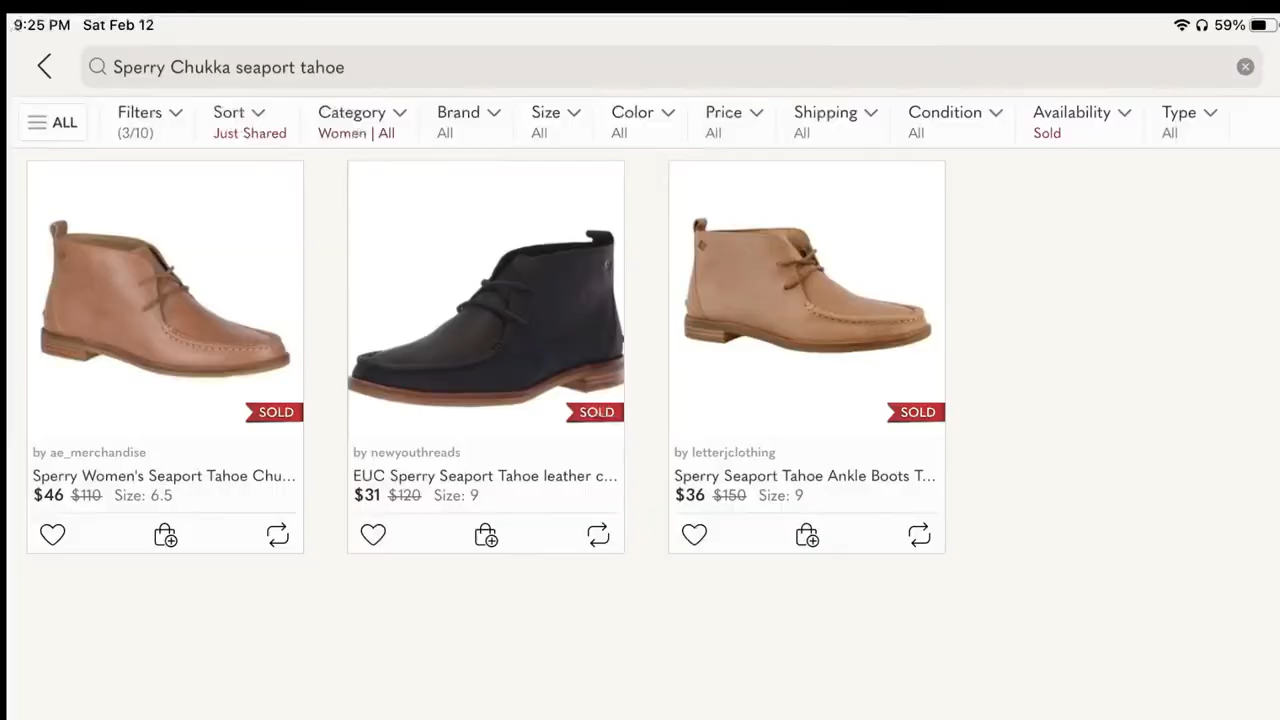 9:25 PM Sat Feb 12
59%
Sperry Chukka seaport tahoe
ALL
Filters
(3/10)
Sort
Just Shared
Category
Women | All
Brand
All
Size
All
Color
All
Price
All
Shipping
All
Condition
All
Availability
Sold
Type
All
SOLD
by ae_merchandise
Sperry Women's Seaport Tahoe Chu...
$46 $110 Size: 6.5
SOLD
by newyouthreads
EUC Sperry Seaport Tahoe leather c...
$31 $120 Size: 9
SOLD
by letterjclothing
Sperry Seaport Tahoe Ankle Boots T...
$36 $150 Size: 9